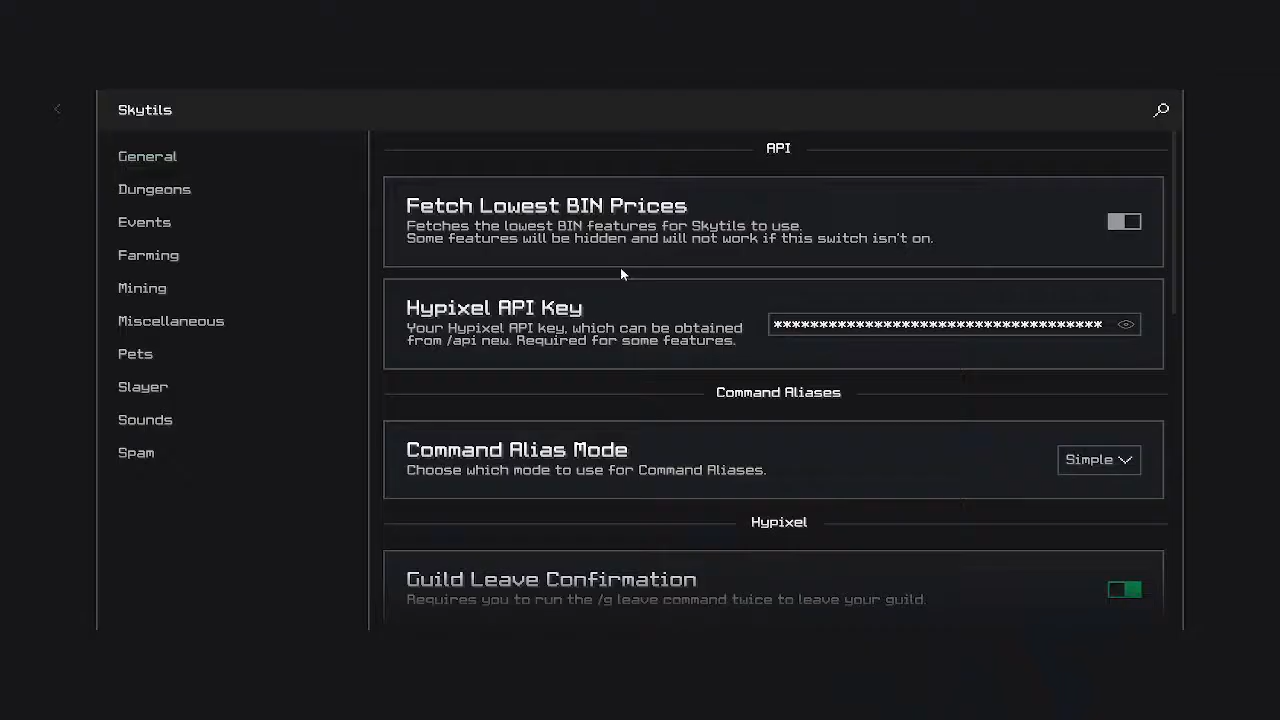 Skytils
General
Dungeons
Events
Farming
Mining
Miscellaneous
Pets
Slayer
Sounds
Spam
API
Fetch Lowest BIN Prices
Fetches the lowest BIN features for Skytils to use.
Some features will be hidden and will not work if this switch isn't on.
Hypixel API Key
Your Hypixel API key, which can be obtained
from /api new. Required for some features.
************************************
Command Aliases
Command Alias Mode
Choose which mode to use for Command Aliases.
Simple
Hypixel
Guild Leave Confirmation
Requires you to run the /g leave command twice to leave your guild.